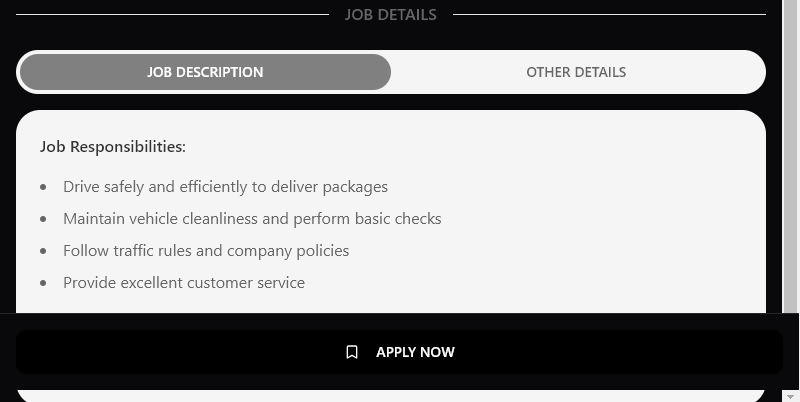 JOB DETAILS
JOB DESCRIPTION
OTHER DETAILS
Job Responsibilities:
• Drive safely and efficiently to deliver packages
• Maintain vehicle cleanliness and perform basic checks
• Follow traffic rules and company policies
• Provide excellent customer service
APPLY NOW